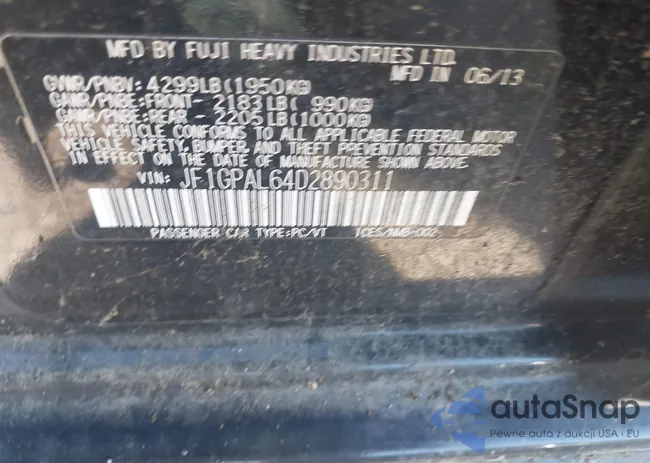 MFD BY FUJI HEAVY INDUSTRIES LTD.
MFD IN 06/13
GVWR/PNBV: 4299LB(1950KG)
GAWR/PNBE:FRONT- 2183LB( 990KG)
GAWR/PNBE:REAR - 2205LB(1000KG)
THIS VEHICLE CONFORMS TO ALL APPLICABLE FEDERAL MOTOR
VEHICLE SAFETY, BUMPER, AND THEFT PREVENTION STANDARDS
IN EFFECT ON THE DATE OF MANUFACTURE SHOWN ABOVE.
VIN: JF1GPAL64D2890311
PASSENGER CAR TYPE:PC/VT ICES/NMB-002
autaSnap
Pewne auta z aukcji USA i EU